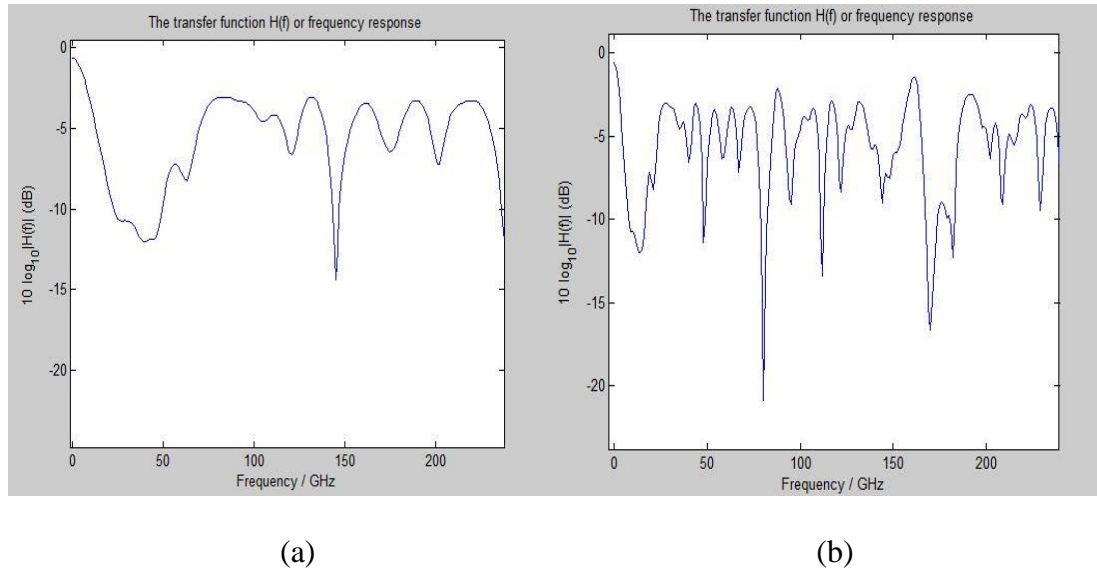 The transfer function H(f) or frequency response
0
-5
-10
-15
-20
10 log10|H(f)| (dB)
0 50 100 150 200
Frequency / GHz
(a)
The transfer function H(f) or frequency response
0
-5
-10
-15
-20
10 log10|H(f)| (dB)
0 50 100 150 200
Frequency / GHz
(b)